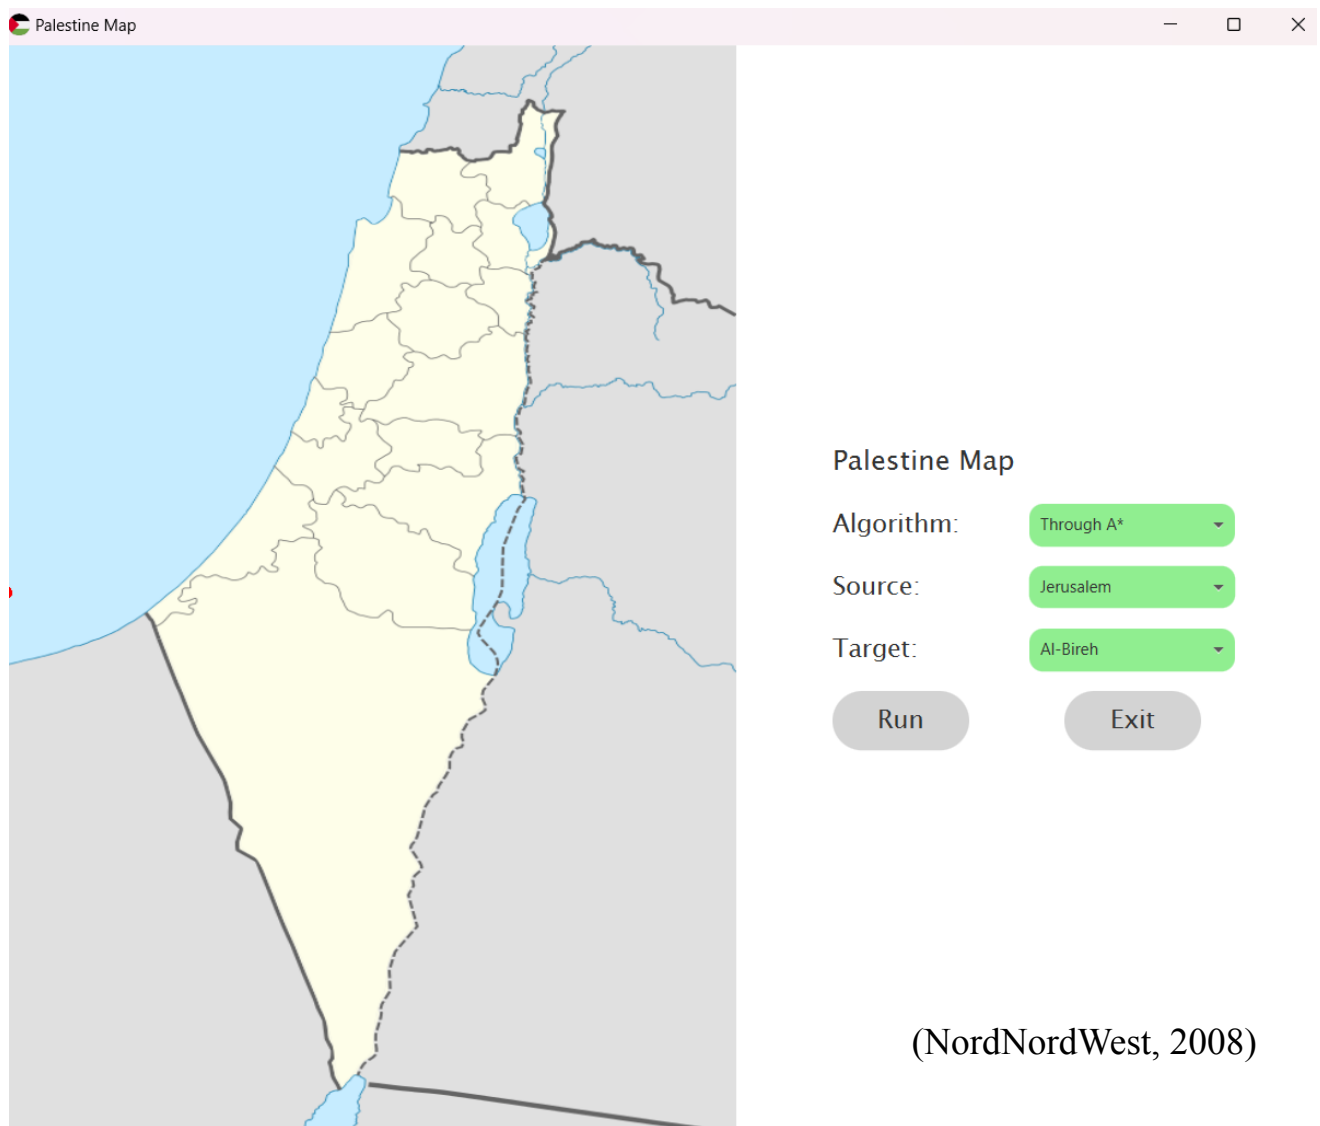 Palestine Map
Palestine Map
Algorithm: Through A*
Source: Jerusalem
Target: Al-Bireh
Run Exit
(NordNordWest, 2008)